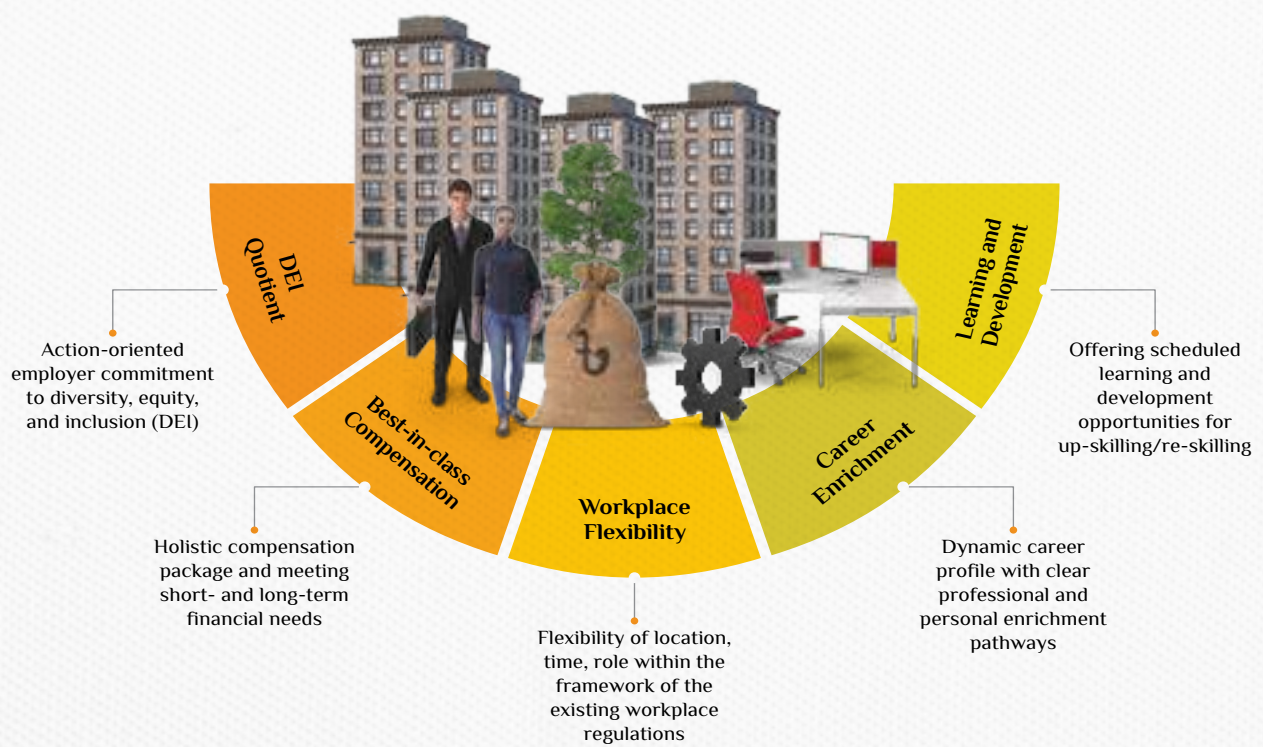 DEI
Quotient
Action-oriented
employer commitment
to diversity, equity,
and inclusion (DEI)
Best-in-class
Compensation
Holistic compensation
package and meeting
short- and long-term
financial needs
৳
Workplace
Flexibility
Flexibility of location,
time, role within the
framework of the
existing workplace
regulations
Career
Enrichment
Dynamic career
profile with clear
professional and
personal enrichment
pathways
Learning and
Development
Offering scheduled
learning and
development
opportunities for
up-skilling/re-skilling